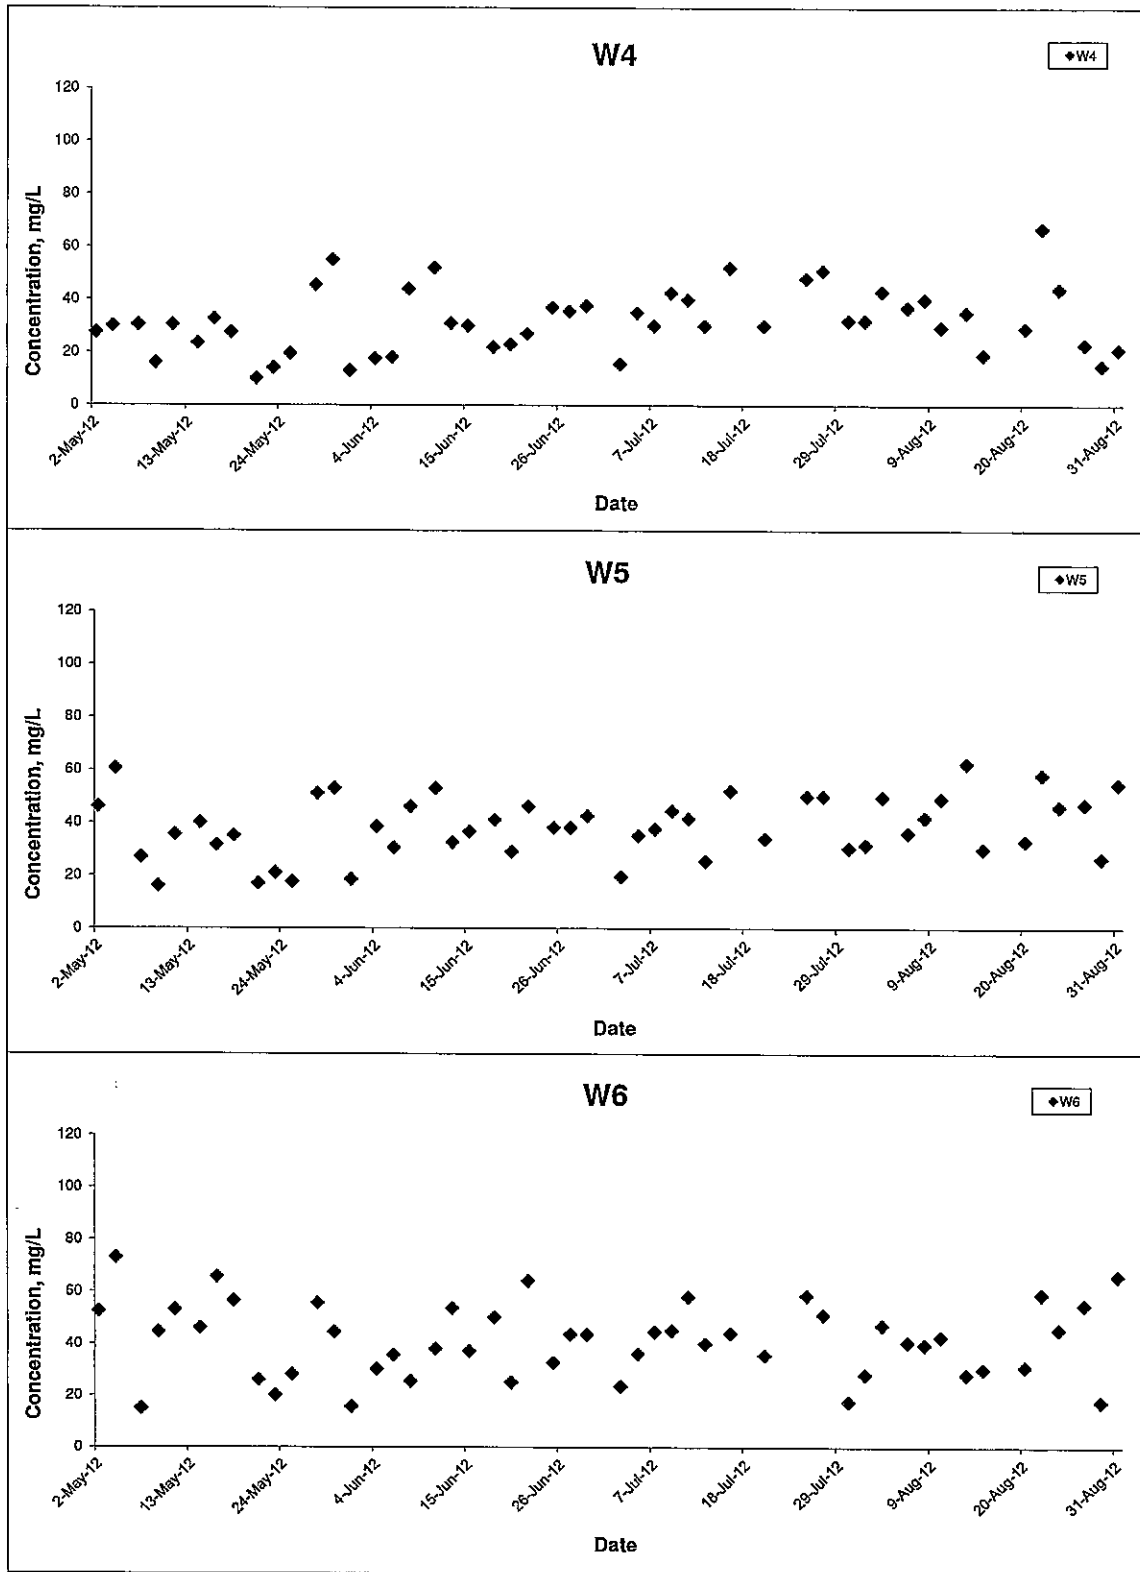 W4
◆W4
120
100
80
60
40
20
0
Concentration, mg/L
2-May-12 13-May-12 24-May-12 4-Jun-12 15-Jun-12 26-Jun-12 7-Jul-12 18-Jul-12 29-Jul-12 9-Aug-12 20-Aug-12 31-Aug-12
Date
W5
◆W5
120
100
80
60
40
20
0
Concentration, mg/L
2-May-12 13-May-12 24-May-12 4-Jun-12 15-Jun-12 26-Jun-12 7-Jul-12 18-Jul-12 29-Jul-12 9-Aug-12 20-Aug-12 31-Aug-12
Date
W6
◆W6
120
100
80
60
40
20
0
Concentration, mg/L
2-May-12 13-May-12 24-May-12 4-Jun-12 15-Jun-12 26-Jun-12 7-Jul-12 18-Jul-12 29-Jul-12 9-Aug-12 20-Aug-12 31-Aug-12
Date